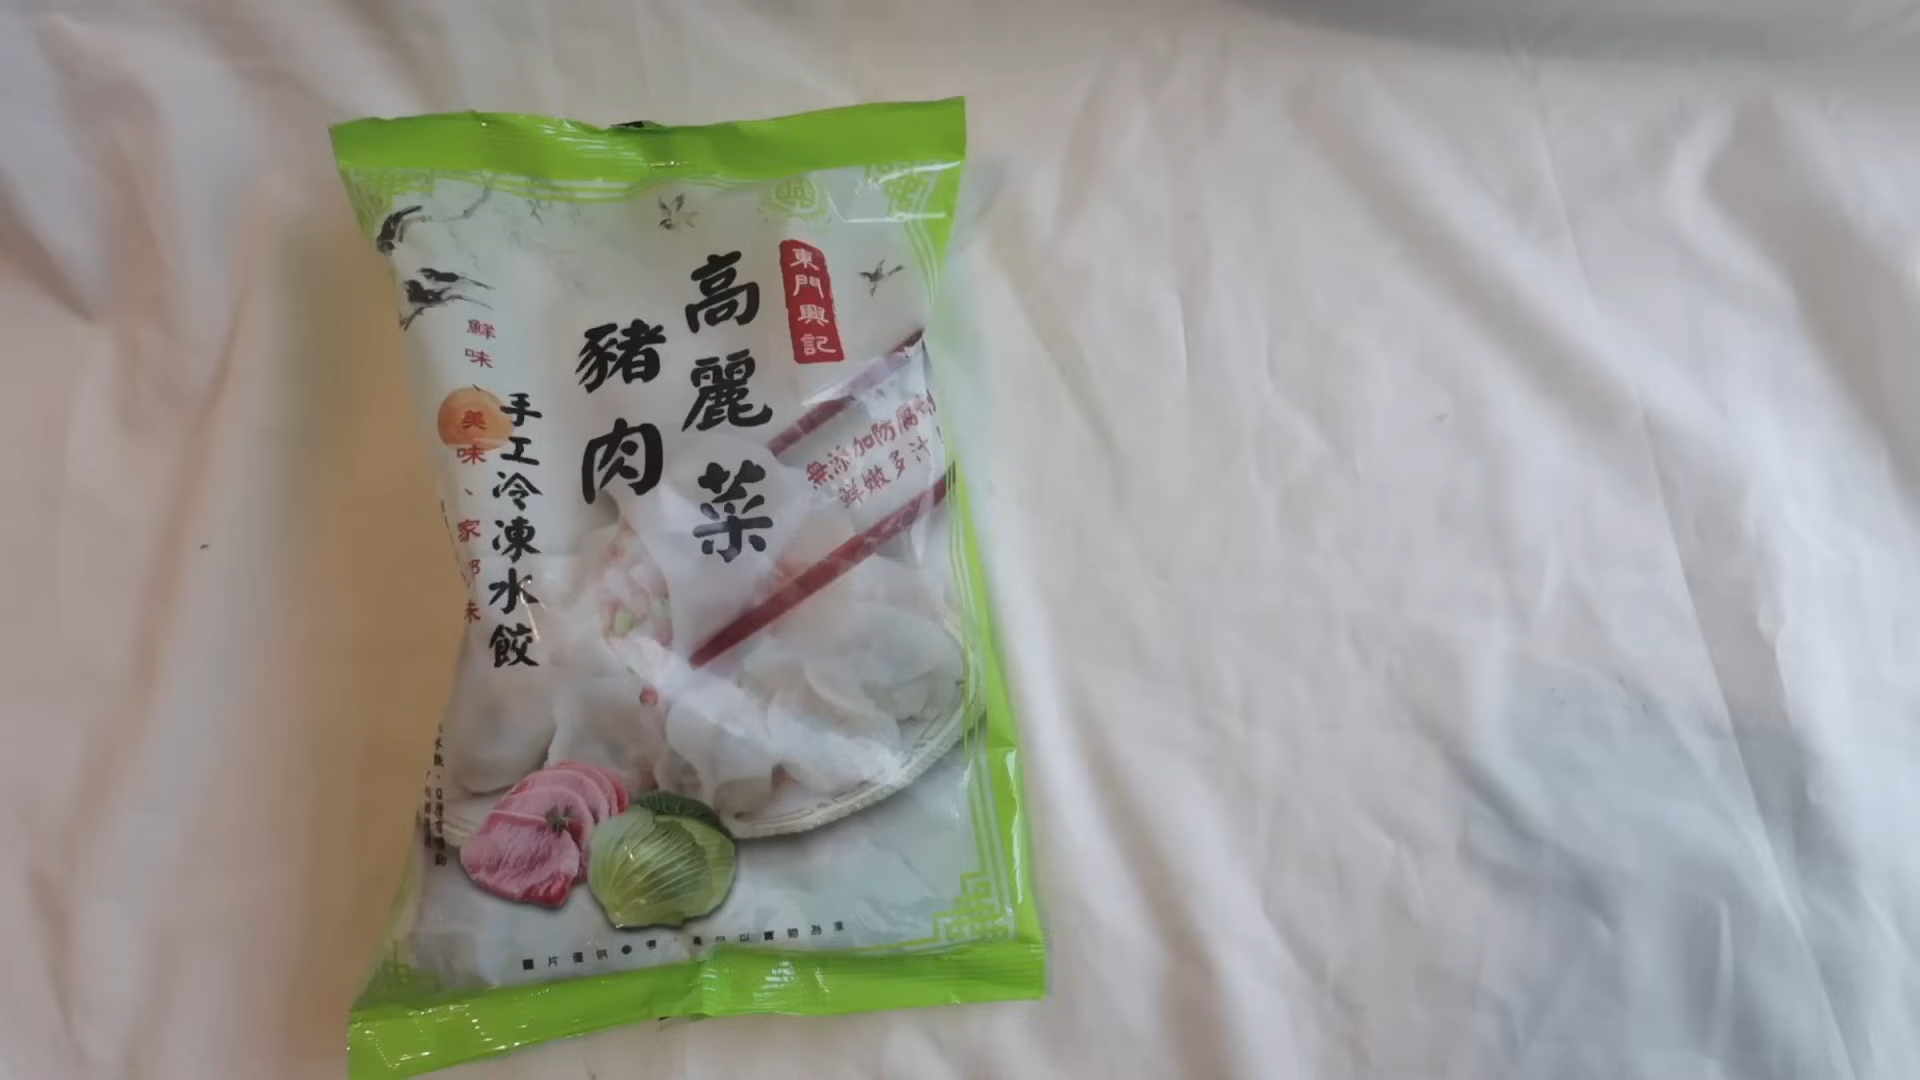 東門興記
高麗菜
豬肉
手工冷凍水餃
鮮味、美味、家鄉味
無添加防腐劑
鮮嫩多汁!
圖片僅供參考,產品以實物為準